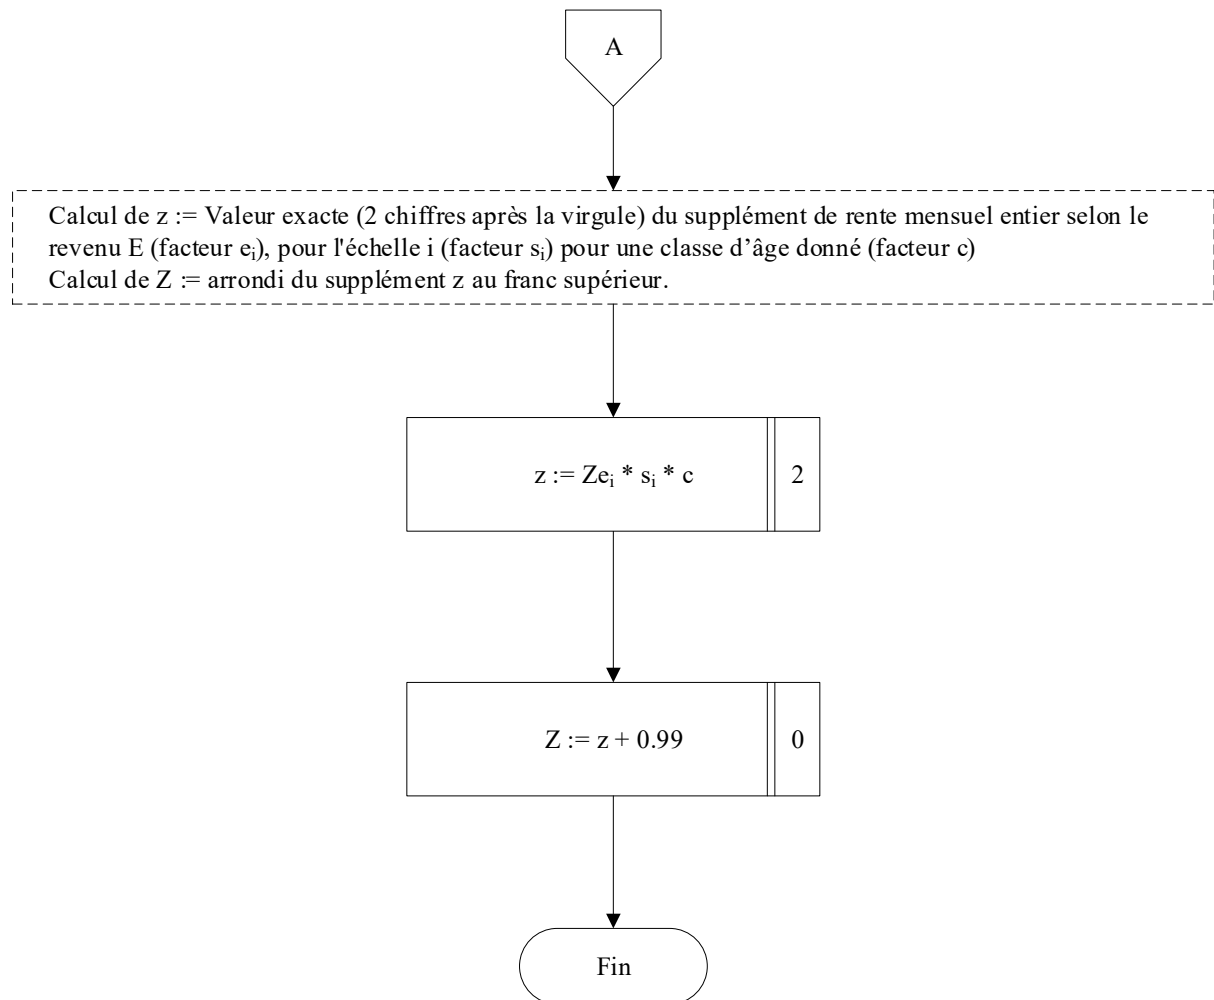 A
Calcul de z := Valeur exacte (2 chiffres après la virgule) du supplément de rente mensuel entier selon le
revenu E (facteur eᵢ), pour l'échelle i (facteur sᵢ) pour une classe d’âge donné (facteur c)
Calcul de Z := arrondi du supplément z au franc supérieur.
z := Zeᵢ * sᵢ * c 2
Z := z + 0.99 0
Fin